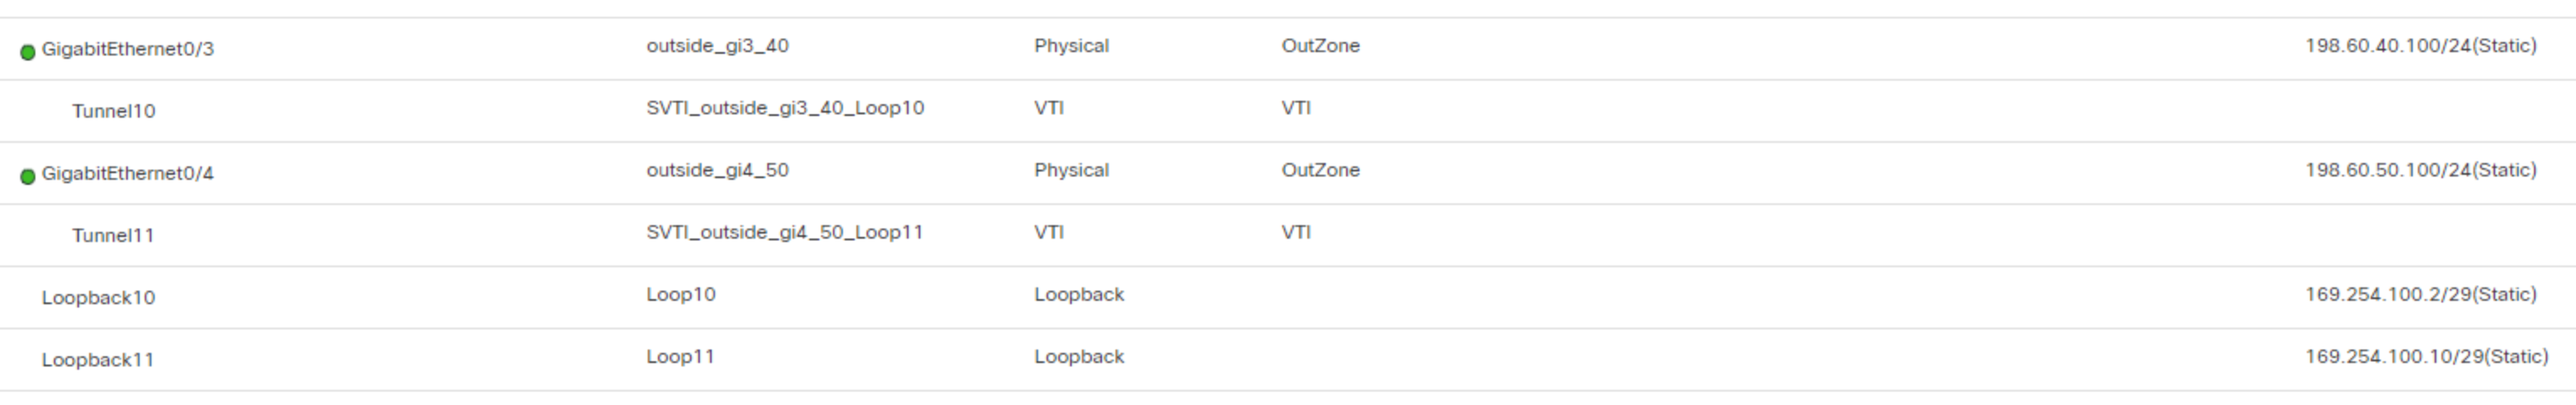 GigabitEthernet0/3 outside_gi3_40 Physical OutZone 198.60.40.100/24(Static)
Tunnel10 SVTI_outside_gi3_40_Loop10 VTI VTI
GigabitEthernet0/4 outside_gi4_50 Physical OutZone 198.60.50.100/24(Static)
Tunnel11 SVTI_outside_gi4_50_Loop11 VTI VTI
Loopback10 Loop10 Loopback 169.254.100.2/29(Static)
Loopback11 Loop11 Loopback 169.254.100.10/29(Static)